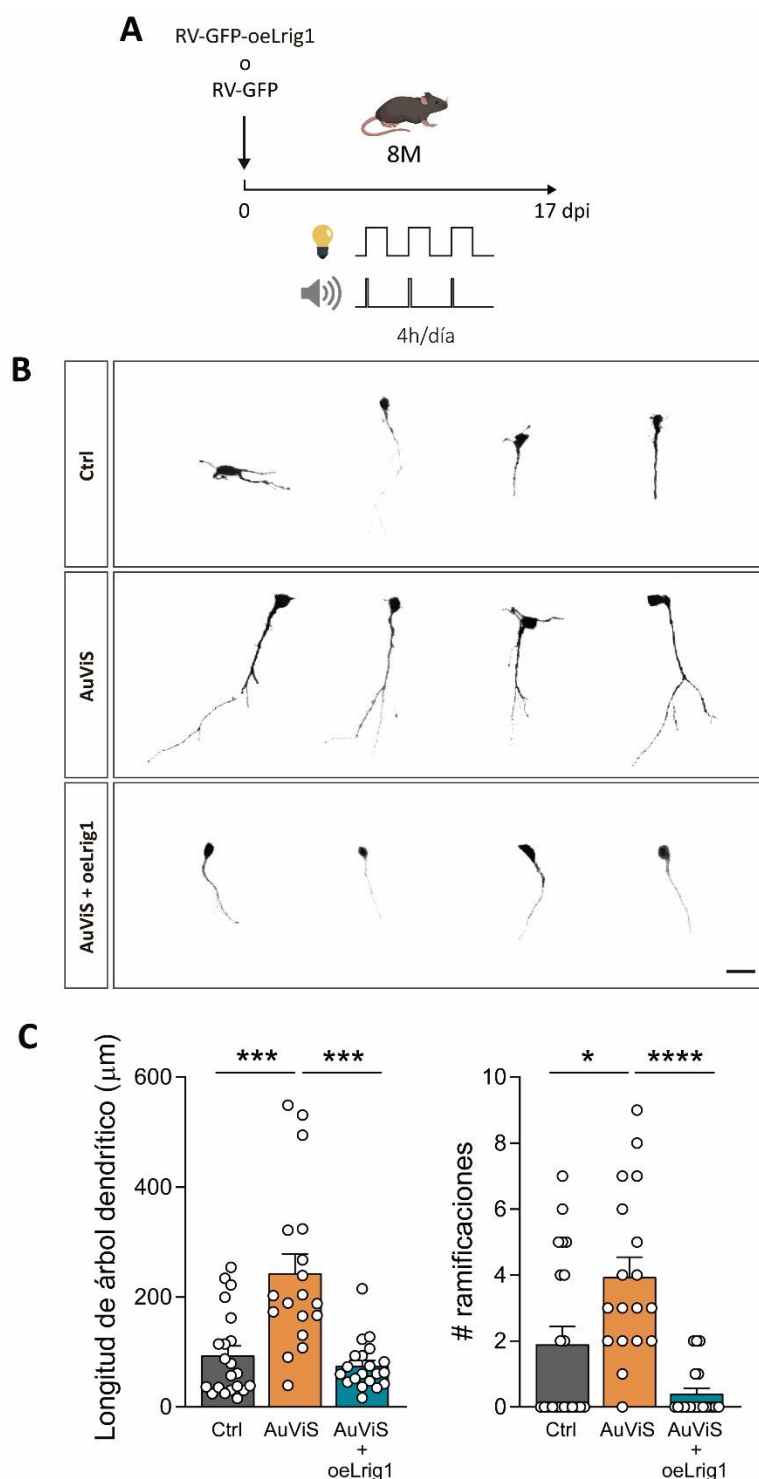 A
RV-GFP-oeLrig1
o
RV-GFP
8M
0
17 dpi
4h/día
B
Ctrl
AuViS
AuViS + oeLrig1
C
Longitud de árbol dendrítico (μm)
600
400
200
0
*** ***
Ctrl
AuViS
AuViS
+
oeLrig1
# ramificaciones
10
8
6
4
2
0
* ****
Ctrl
AuViS
AuViS
+
oeLrig1